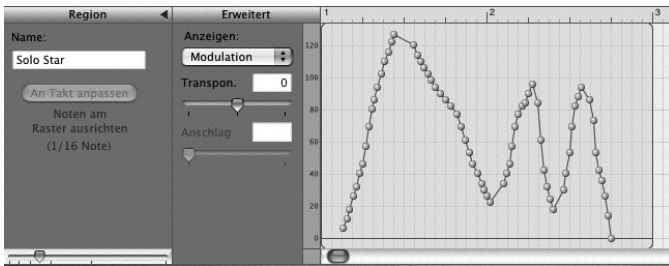 Region
Erweitert
Name:
Solo Star
An Takt anpassen
Noten am
Raster ausrichten
(1/16 Note)
Anzeigen:
Modulation
Transpon.
0
Anschlag
1
2
3
120
100
80
60
40
20
0